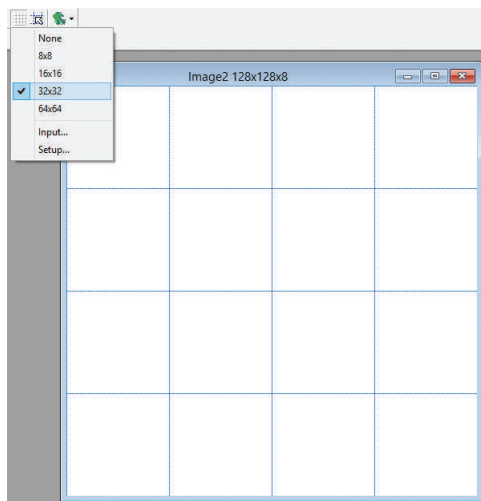 None
8x8
Image2 128x128x8
16x16
32x32
64x64
Input...
Setup...